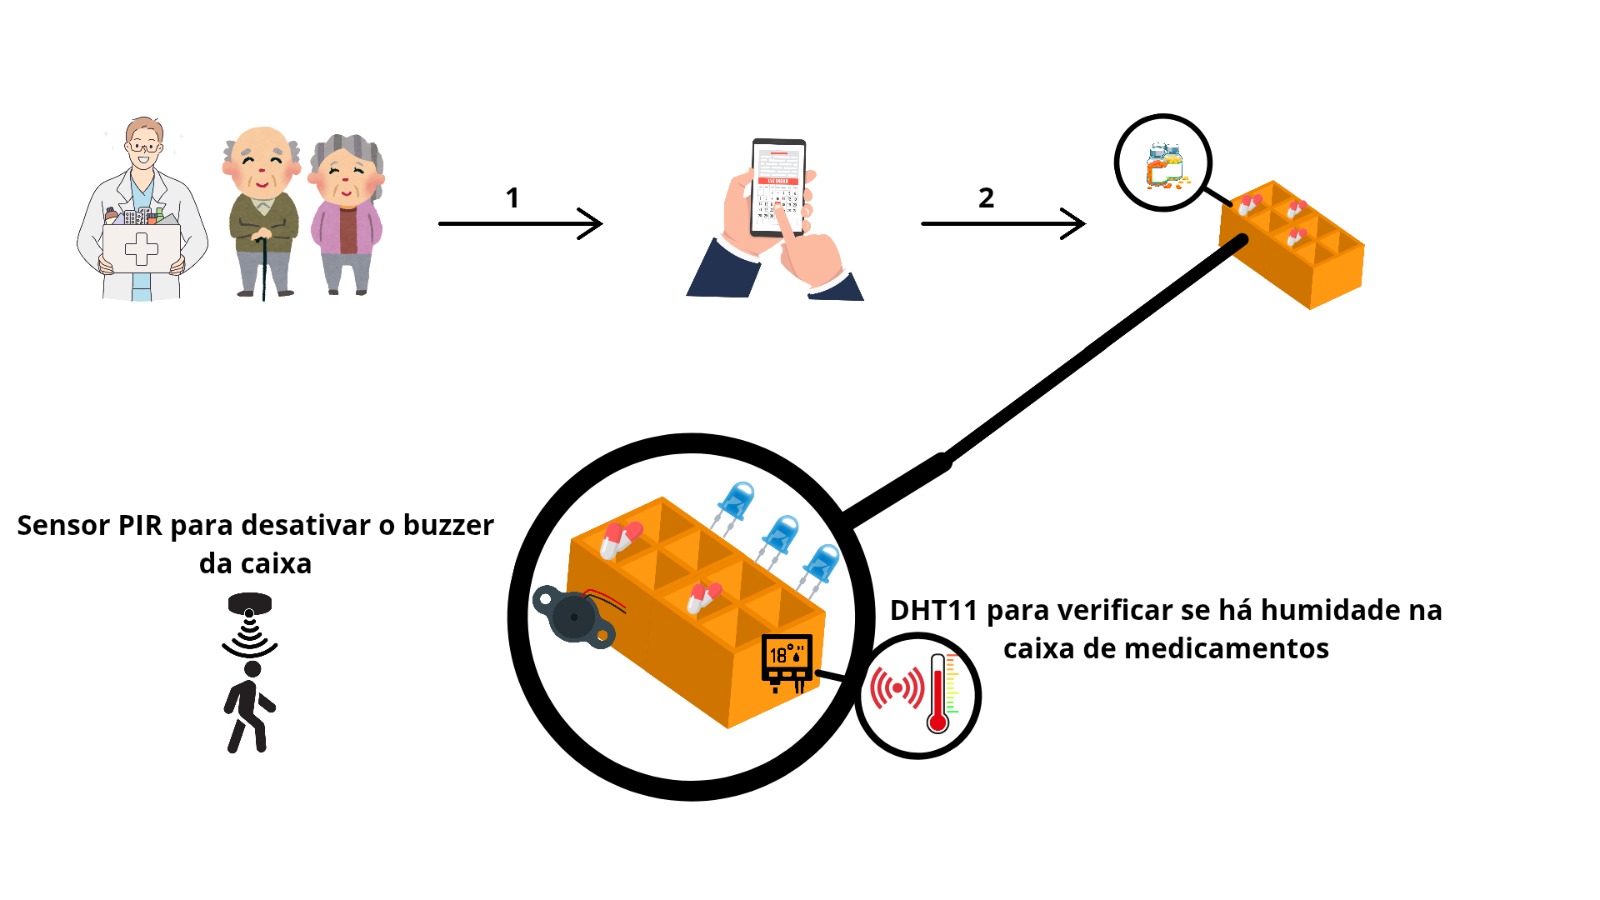 1
2
Sensor PIR para desativar o buzzer
da caixa
DHT11 para verificar se há humidade na
caixa de medicamentos
18°